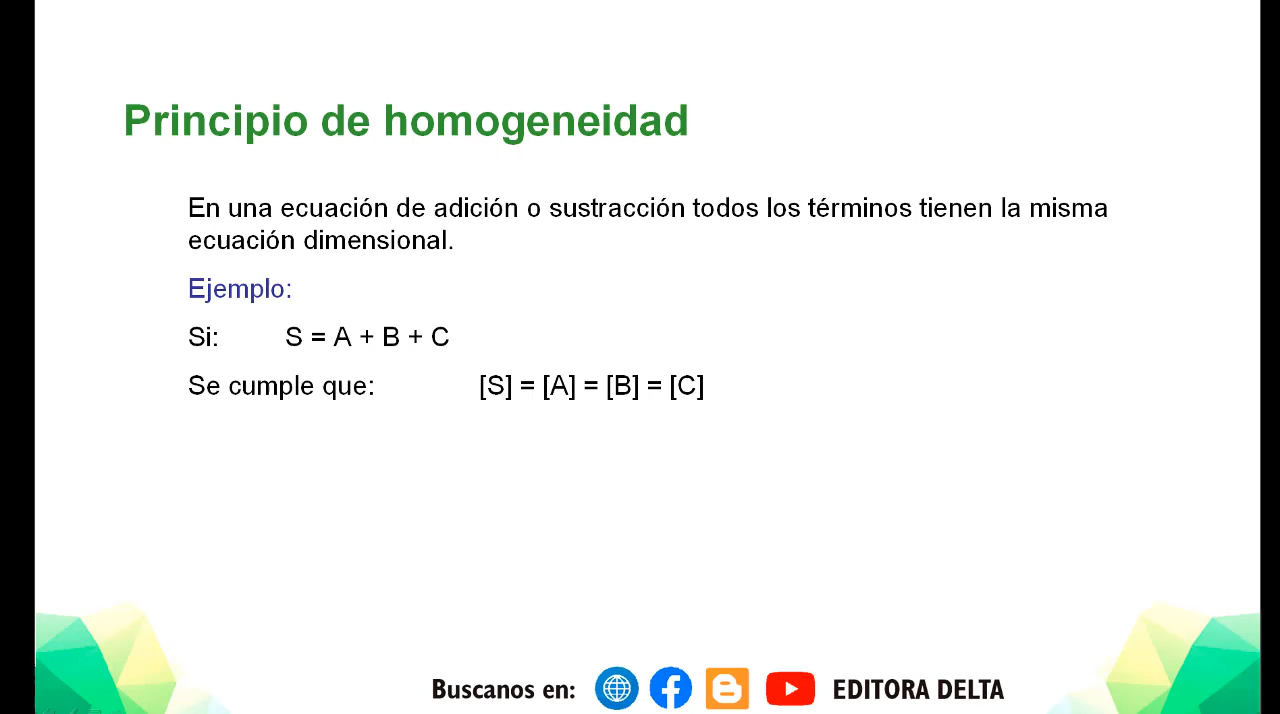 Principio de homogeneidad
En una ecuación de adición o sustracción todos los términos tienen la misma
ecuación dimensional.
Ejemplo:
Si: S = A + B + C
Se cumple que: [S] = [A] = [B] = [C]
Buscanos en: EDITORA DELTA